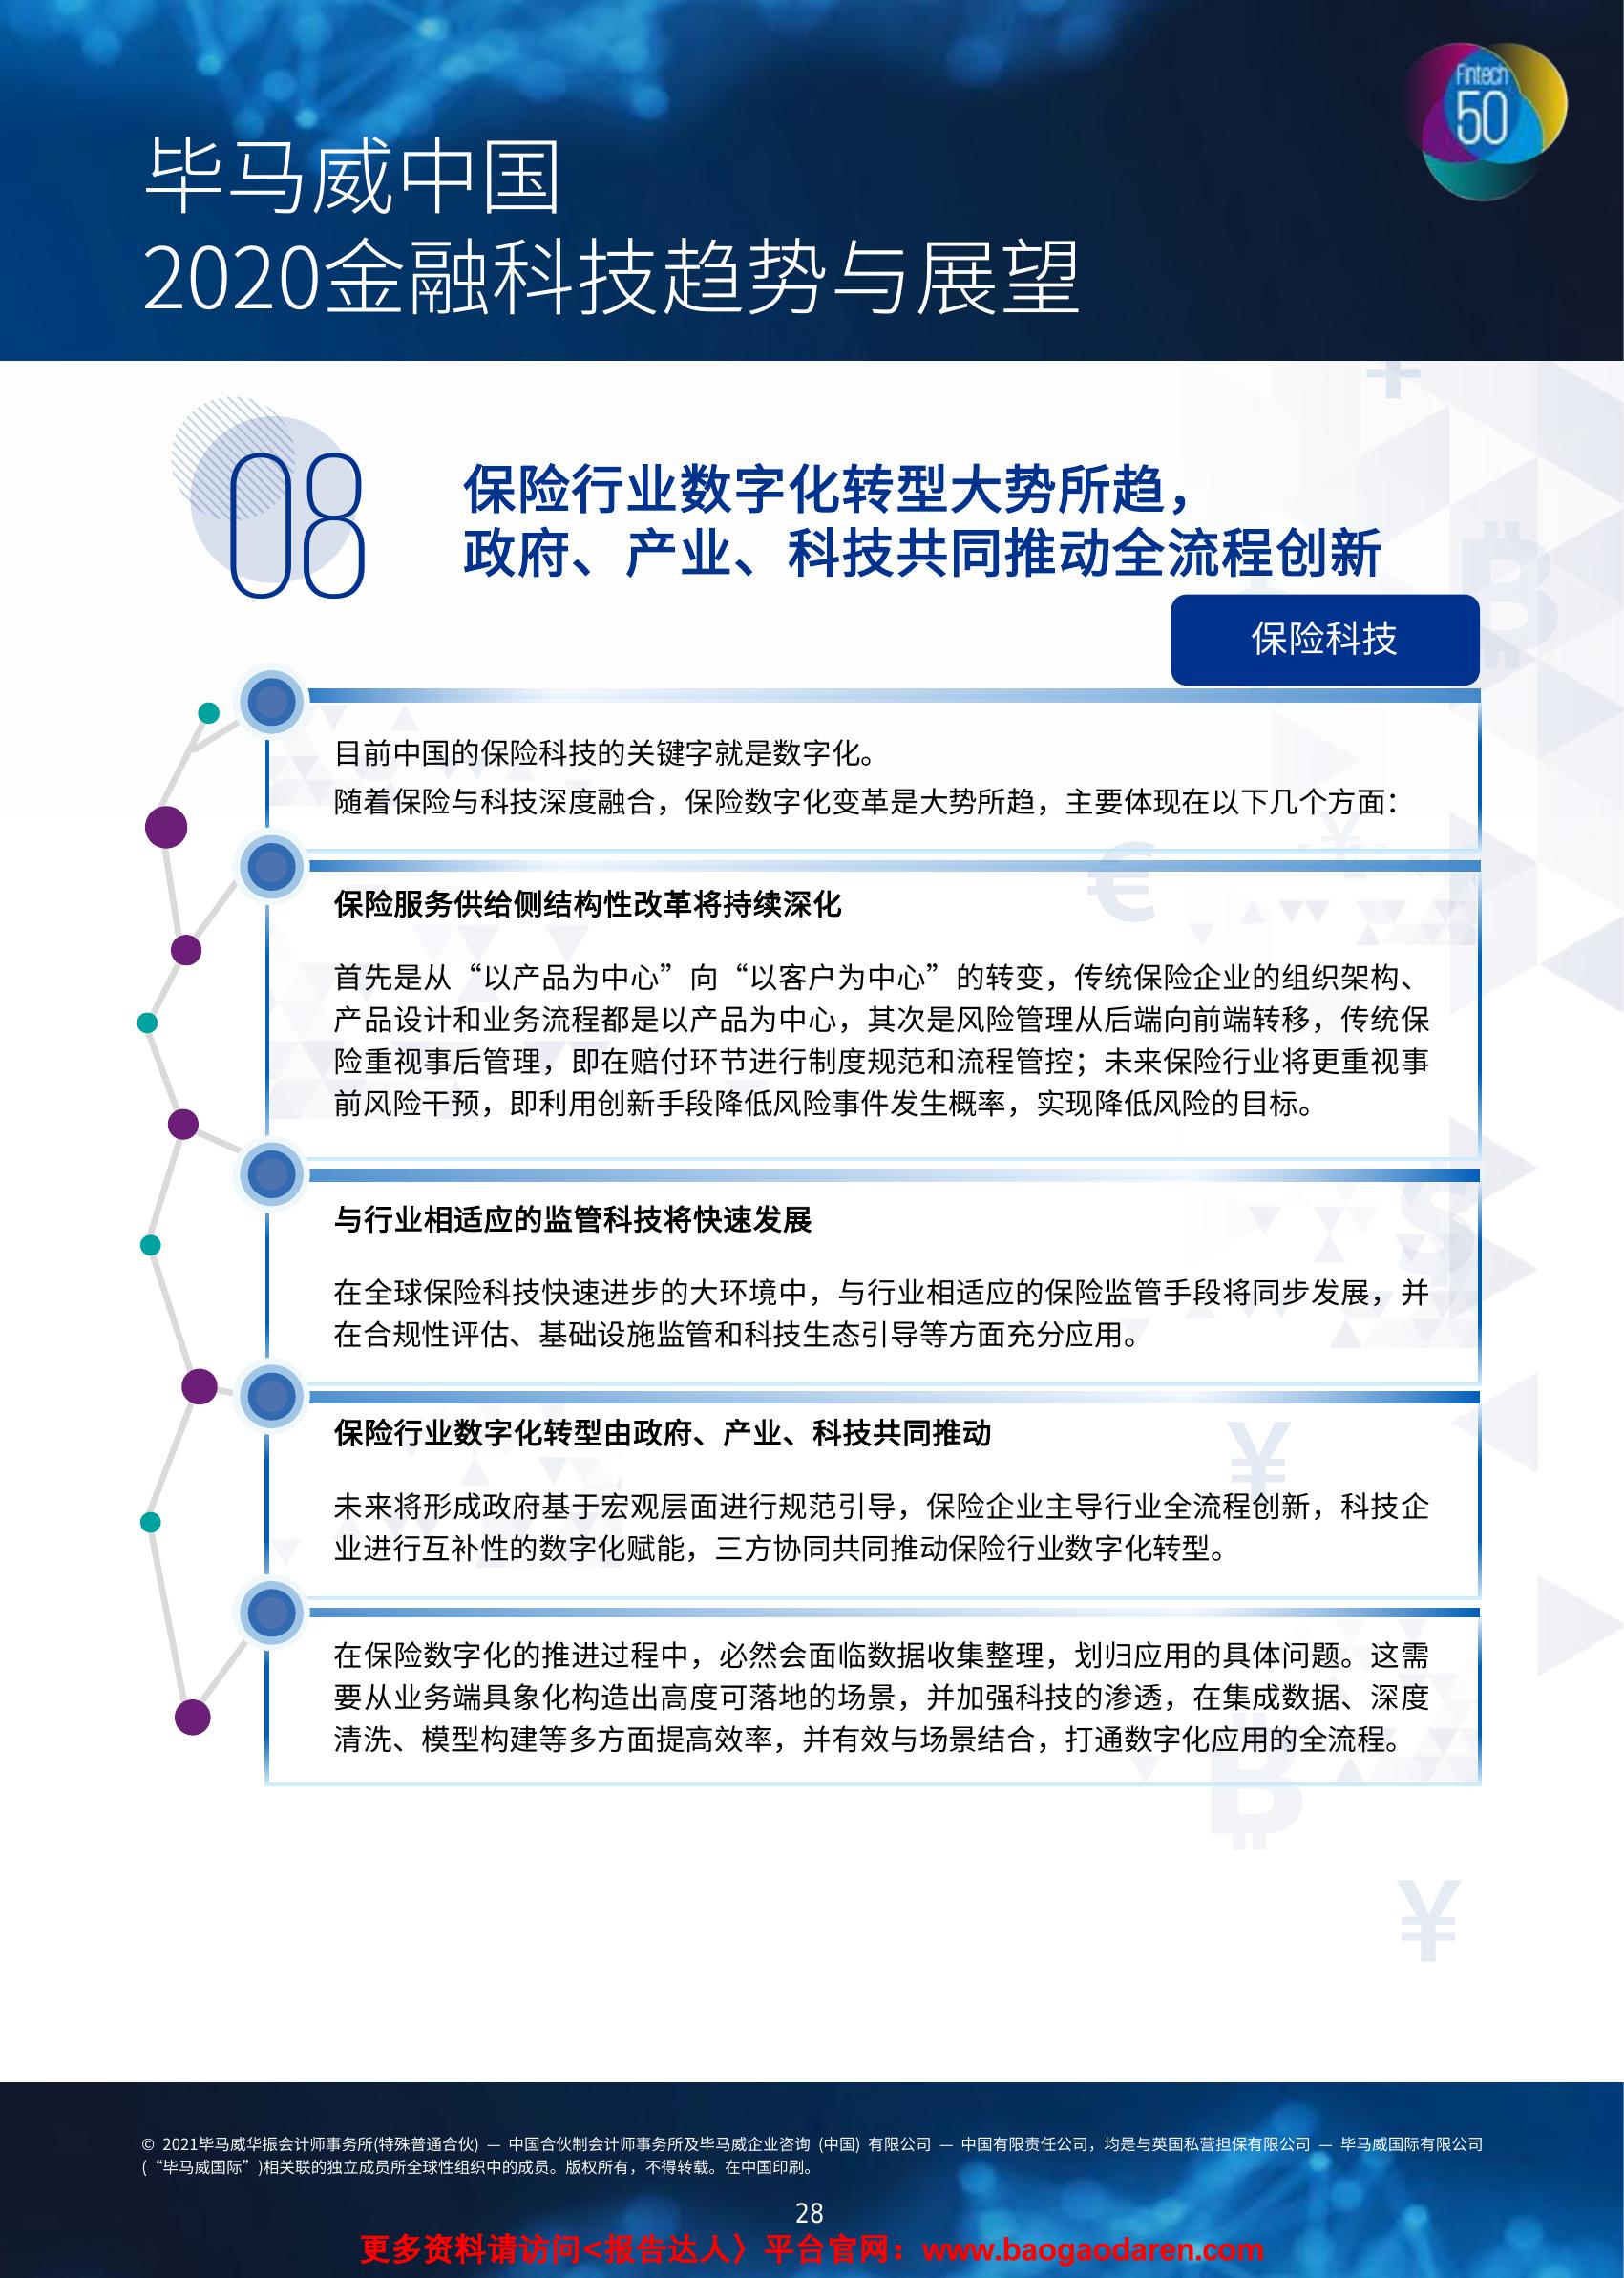 Fintech
50
毕马威中国
2020金融科技趋势与展望
08
保险行业数字化转型大势所趋，
政府、产业、科技共同推动全流程创新
保险科技
目前中国的保险科技的关键字就是数字化。
随着保险与科技深度融合，保险数字化变革是大势所趋，主要体现在以下几个方面：
保险服务供给侧结构性改革将持续深化
首先是从“以产品为中心”向“以客户为中心”的转变，传统保险企业的组织架构、
产品设计和业务流程都是以产品为中心，其次是风险管理从后端向前端转移，传统保
险重视事后管理，即在赔付环节进行制度规范和流程管控；未来保险行业将更重视事
前风险干预，即利用创新手段降低风险事件发生概率，实现降低风险的目标。
与行业相适应的监管科技将快速发展
在全球保险科技快速进步的大环境中，与行业相适应的保险监管手段将同步发展，并
在合规性评估、基础设施监管和科技生态引导等方面充分应用。
保险行业数字化转型由政府、产业、科技共同推动
未来将形成政府基于宏观层面进行规范引导，保险企业主导行业全流程创新，科技企
业进行互补性的数字化赋能，三方协同共同推动保险行业数字化转型。
在保险数字化的推进过程中，必然会面临数据收集整理，划归应用的具体问题。这需
要从业务端具象化构造出高度可落地的场景，并加强科技的渗透，在集成数据、深度
清洗、模型构建等多方面提高效率，并有效与场景结合，打通数字化应用的全流程。
© 2021毕马威华振会计师事务所(特殊普通合伙) — 中国合伙制会计师事务所及毕马威企业咨询 (中国) 有限公司 — 中国有限责任公司，均是与英国私营担保有限公司 — 毕马威国际有限公司
(“毕马威国际”)相关联的独立成员所全球性组织中的成员。版权所有，不得转载。在中国印刷。
28
更多资料请访问<报告达人〉平台官网：www.baogaodaren.com